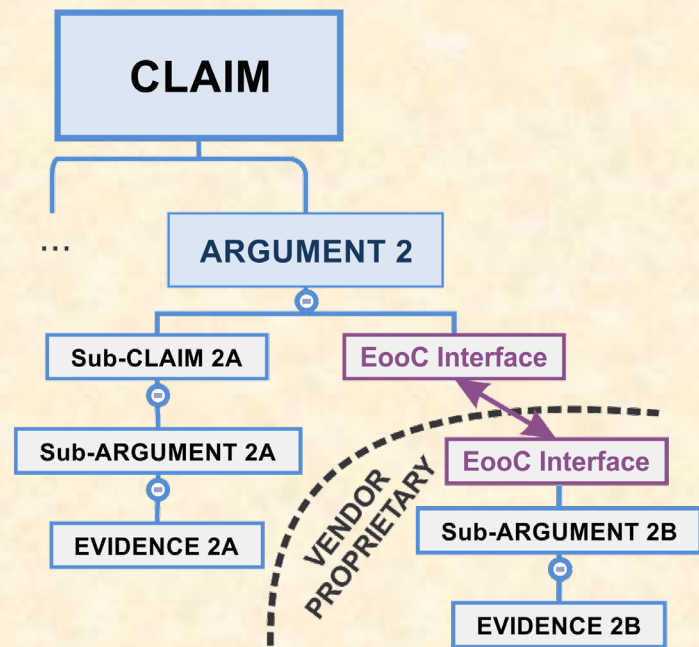 CLAIM
...
ARGUMENT 2
Sub-CLAIM 2A
EooC Interface
Sub-ARGUMENT 2A
EooC Interface
VENDOR
PROPRIETARY
EVIDENCE 2A
Sub-ARGUMENT 2B
EVIDENCE 2B